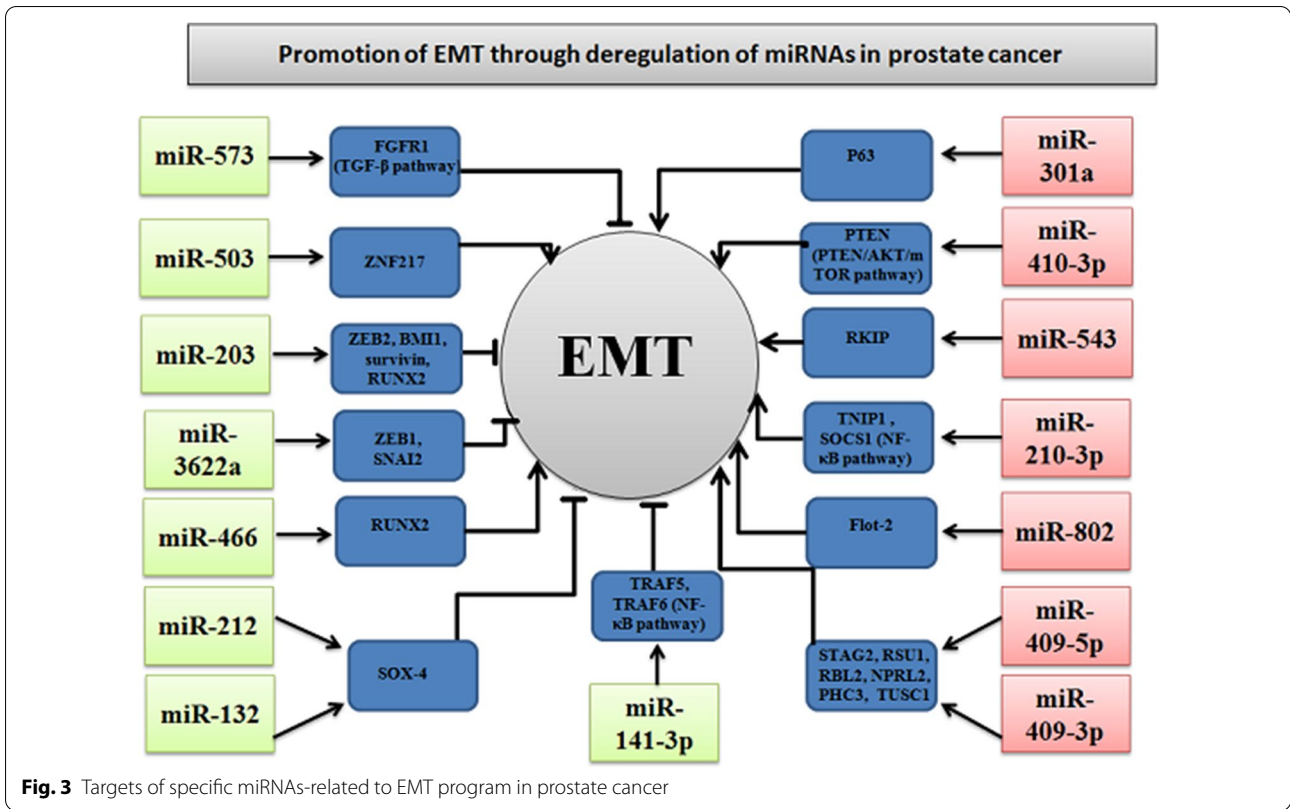 Promotion of EMT through deregulation of miRNAs in prostate cancer
miR-573
FGFR1
(TGF-β pathway)
miR-503
ZNF217
miR-203
ZEB2, BMI1,
survivin,
RUNX2
miR-
3622a
ZEB1,
SNAI2
miR-466
RUNX2
miR-212
miR-132
SOX-4
EMT
TRAF5,
TRAF6 (NF-
κB pathway)
miR-
141-3p
P63
miR-
301a
PTEN
(PTEN/AKT/m
TOR pathway)
miR-
410-3p
RKIP
miR-543
TNIP1 ,
SOCS1 (NF-
κB pathway)
miR-
210-3p
Flot-2
miR-802
STAG2, RSU1,
RBL2, NPRL2,
PHC3, TUSC1
miR-
409-5p
miR-
409-3p
Fig. 3 Targets of specific miRNAs-related to EMT program in prostate cancer